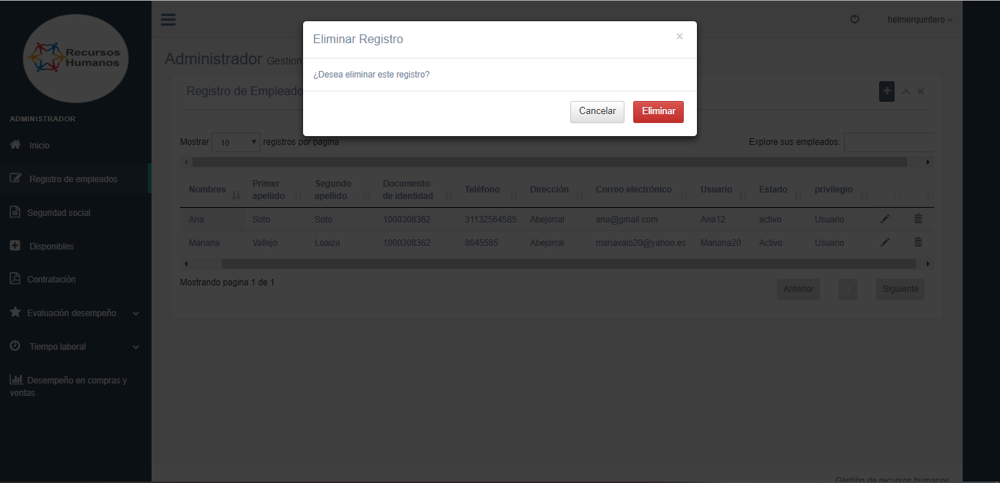 Recursos
Humanos
ADMINISTRADOR
Inicio
Registro de empleados
Seguridad social
Disponibles
Contratación
Evaluación desempeño
Tiempo laboral
Desempeño en compras y
ventas
helmerquintero
Eliminar Registro ×
¿Desea eliminar este registro?
Cancelar Eliminar
Administrador Gestion
Registro de Empleado
Mostrar 10 registros por pagina Explore sus empleados:
Nombres Primer apellido Segundo apellido Documento de identidad Teléfono Dirección Correo electrónico Usuario Estado privilegio
Ana Soto Soto 1000308362 31132564585 Abejorral ana@gmail.com Ana12 activo Usuario
Mariana Vallejo Loaiza 1000308362 8645585 Abejorral mariavalo20@yahoo.es Mariana20 Activo Usuario
Mostrando pagina 1 de 1
Anterior 1 Siguiente
Gestión de recursos humanos